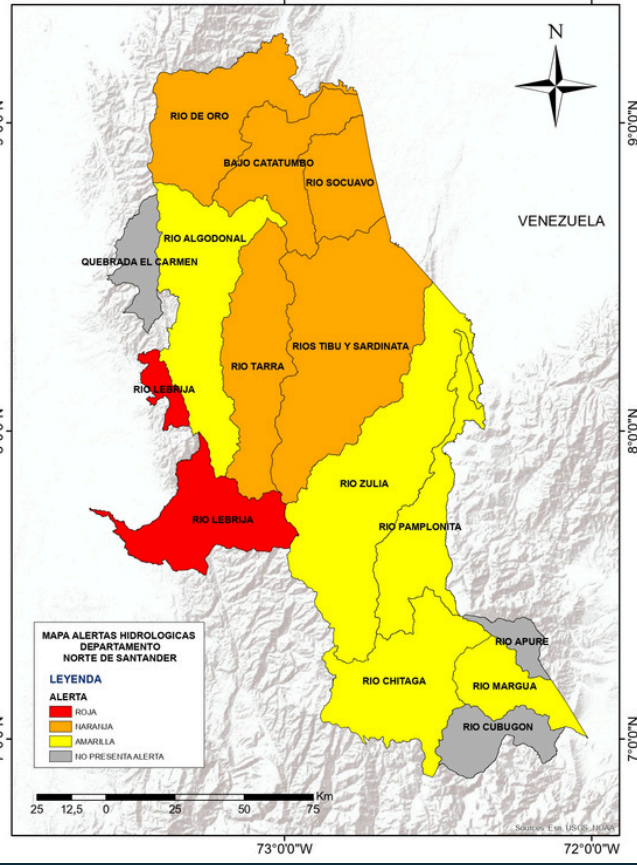 N
9°0'0"N
9°0'0"N
RIO DE ORO
BAJO CATATUMBO
RIO SOCUAVO
VENEZUELA
RIO ALGODONAL
QUEBRADA EL CARMEN
RIOS TIBU Y SARDINATA
RIO TARRA
RIO LEBRIJA
8°0'0"N
RIO ZULIA
RIO LEBRIJA
RIO PAMPLONITA
MAPA ALERTAS HIDROLOGICAS
DEPARTAMENTO
NORTE DE SANTANDER
LEYENDA
ALERTA
ROJA
NARANJA
AMARILLA
NO PRESENTA ALERTA
RIO APURE
RIO CHITAGA
RIO MARGUA
RIO CUBUGON
7°0'0"N
25 12,5 0 25 50 75
Km
Sources: Esri, USGS, NOAA
73°0'0"W
72°0'0"W